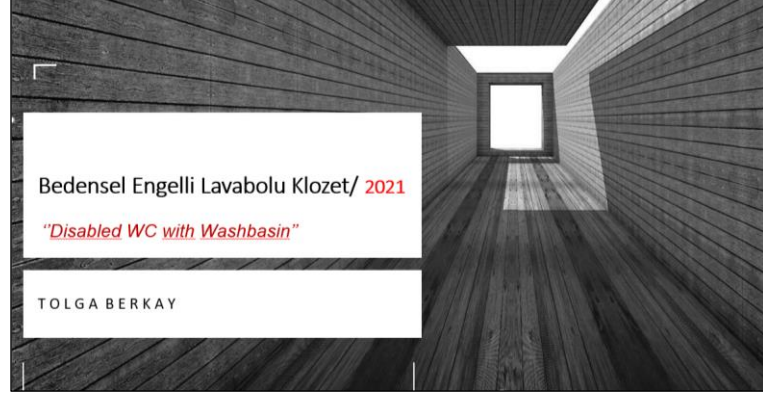 Bedensel Engelli Lavabolu Klozet/ 2021
‘’Disabled WC with Washbasin’’
TOLGA BERKAY